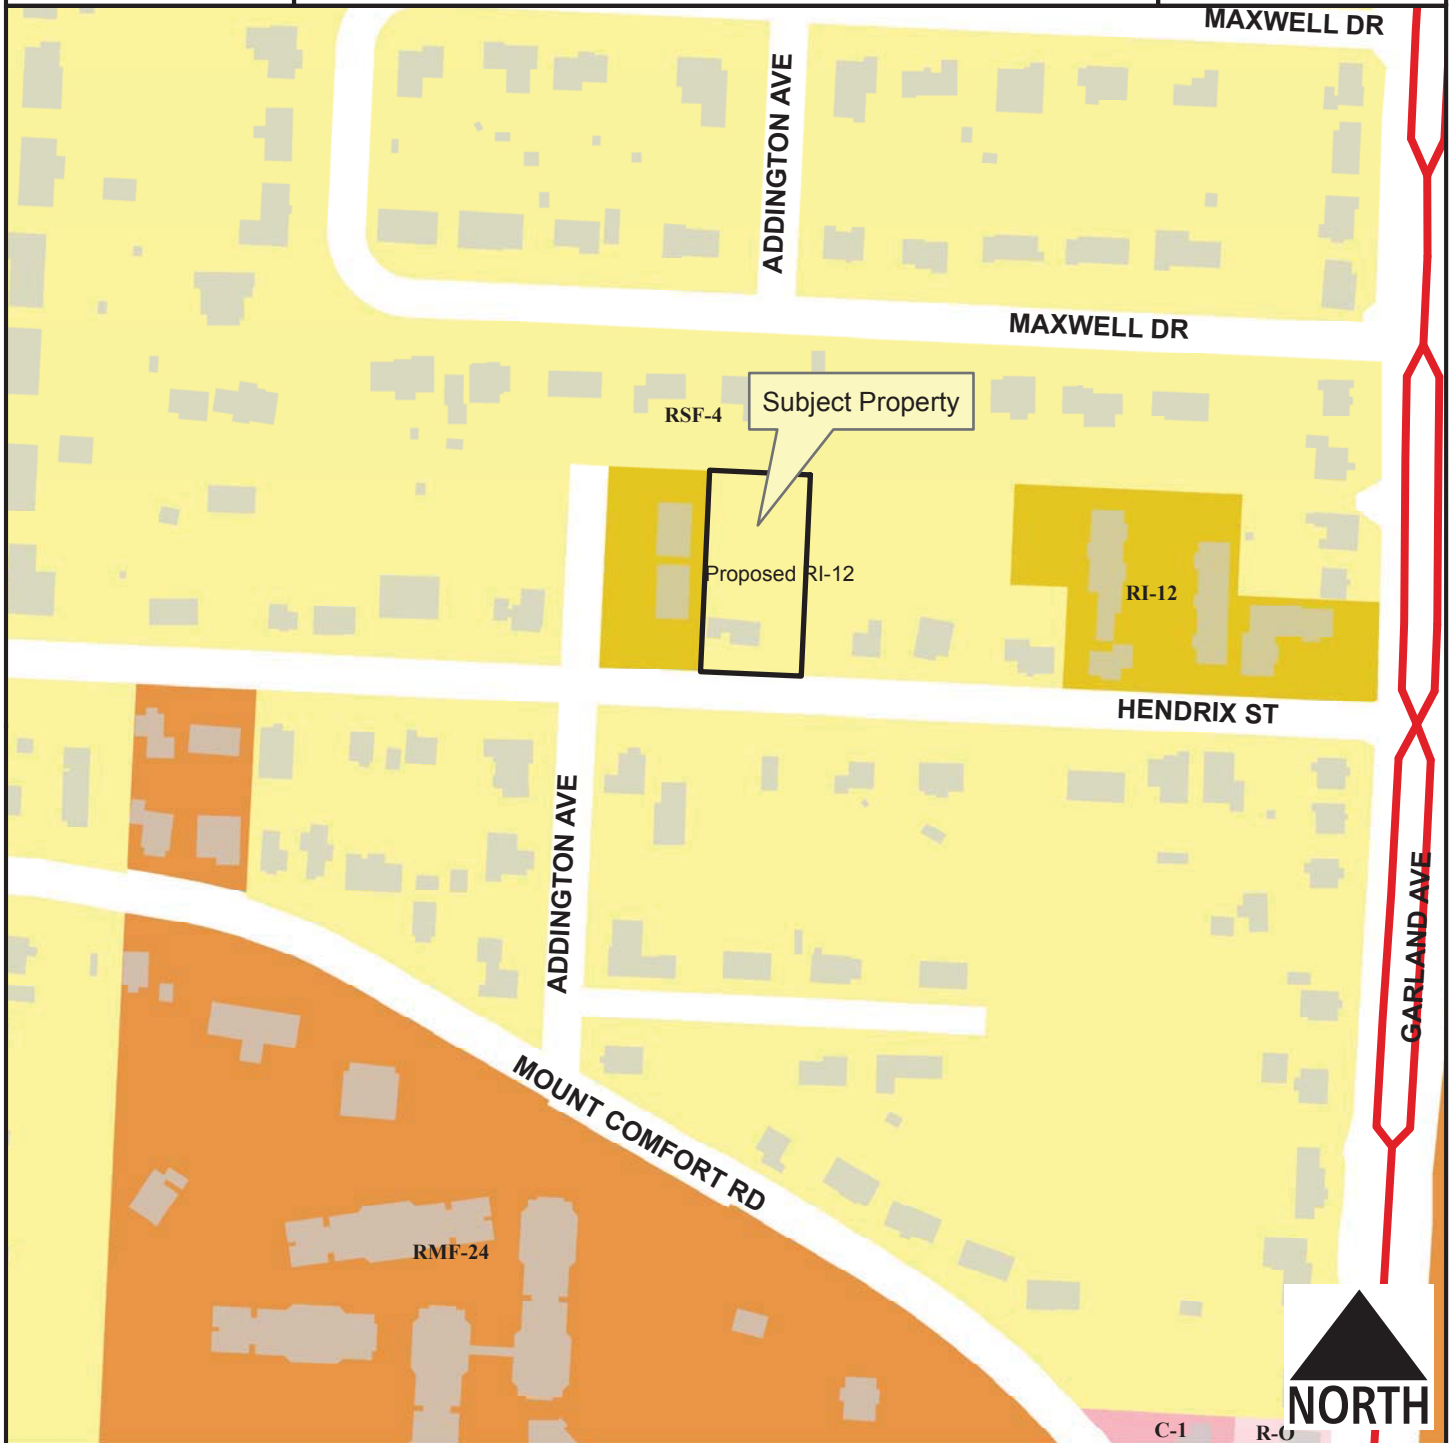 MAXWELL DR
ADDINGTON AVE
MAXWELL DR
Subject Property
RSF-4
Proposed RI-12
RI-12
HENDRIX ST
ADDINGTON AVE
GARLAND AVE
MOUNT COMFORT RD
RMF-24
NORTH
C-1
R-O